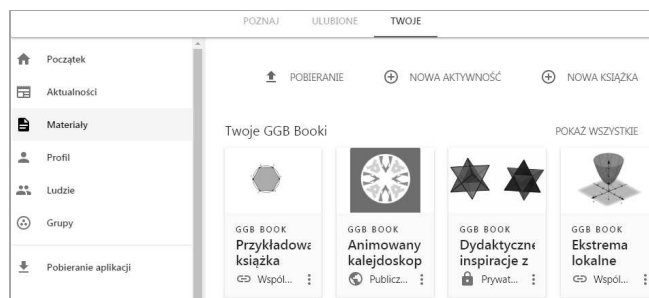 POZNAJ ULUBIONE TWOJE
Początek
Aktualności
Materiały
Profil
Ludzie
Grupy
Pobieranie aplikacji
POBIERANIE NOWA AKTYWNOŚĆ NOWA KSIĄŻKA
Twoje GGB Booki POKAŻ WSZYSTKIE
GGB BOOK
Przykładowa
książka
Wspól...
GGB BOOK
Animowany
kalejdoskop
Publicz...
GGB BOOK
Dydaktyczne
inspiracje z
Prywat...
GGB BOOK
Ekstrema
lokalne
Wspól...